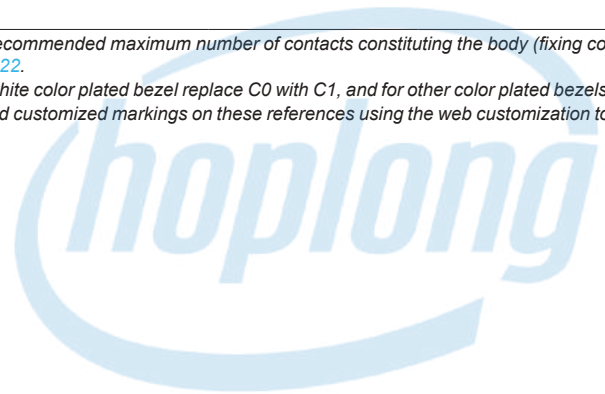 ecommended maximum number of contacts constituting the body (fixing co
22.
hite color plated bezel replace C0 with C1, and for other color plated bezels
d customized markings on these references using the web customization to
hoplong